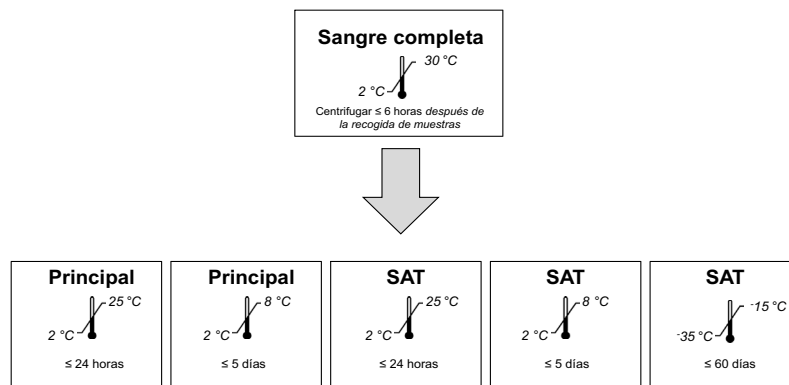 Sangre completa
30 °C
2 °C
Centrifugar ≤ 6 horas después de
la recogida de muestras
Principal
25 °C
2 °C
≤ 24 horas
Principal
8 °C
2 °C
≤ 5 días
SAT
25 °C
2 °C
≤ 24 horas
SAT
8 °C
2 °C
≤ 5 días
SAT
-15 °C
-35 °C
≤ 60 días